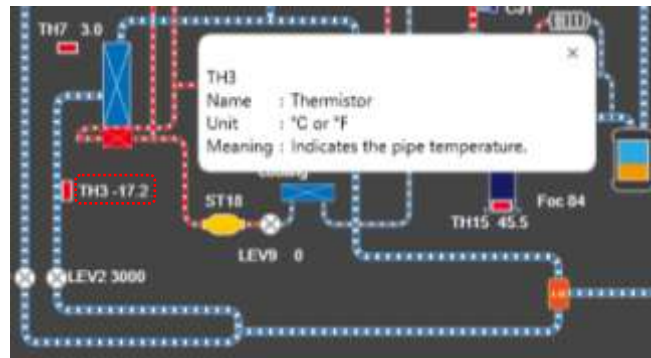 TH7 3.0
TH3
Name : Thermistor
Unit : °C or °F
Meaning : Indicates the pipe temperature.
TH3 -17.2
ST18
Foc 04
TH15 45.5
LEV9 0
LEV2 3000